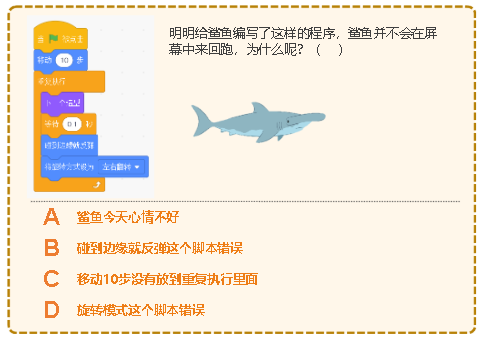 当 被点击
移动 10 步
重复执行
下一个造型
等待 0.1 秒
碰到边缘就反弹
将旋转方式设为 左右翻转
明明给鲨鱼编写了这样的程序，鲨鱼并不会在屏
幕中来回跑，为什么呢？（ ）
A 鲨鱼今天心情不好
B 碰到边缘就反弹这个脚本错误
C 移动10步没有放到重复执行里面
D 旋转模式这个脚本错误